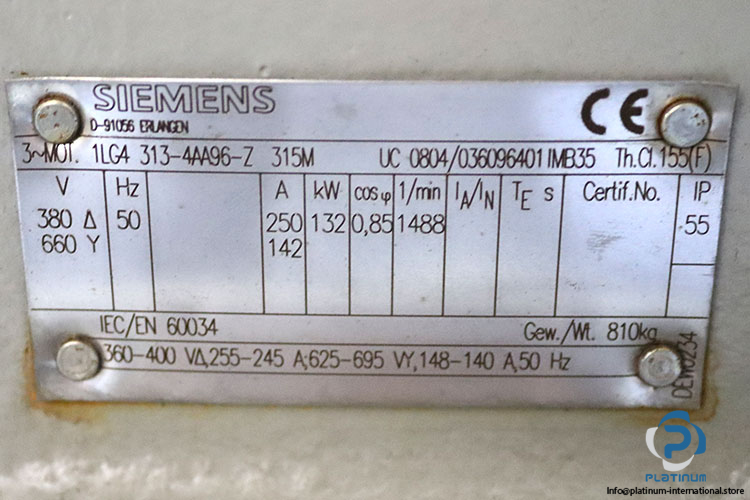 SIEMENS
CE
D-91056 ERLANGEN
3~MOT. 1LG4 313-4AA96-Z 315M UC 0804/036096401 IMB35 Th.Cl.155(F)
V Hz A kW cosφ 1/min IA/IN TE s Certif.No. IP
380 Δ 50 250 132 0,85 1488 55
660 Y 142
IEC/EN 60034 Gew./Wt. 810kg
360-400 VΔ,255-245 A;625-695 VY,148-140 A,50 Hz
PLATINUM
Info@platinum-international.store